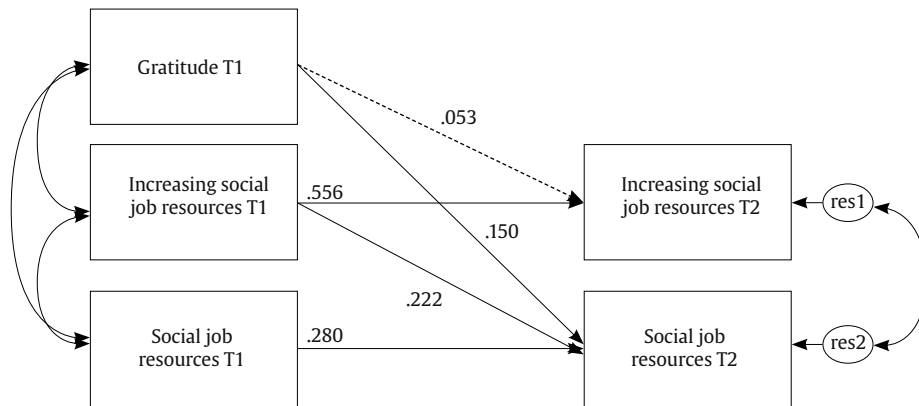 Gratitude T1
.053
Increasing social
job resources T1
.556
Increasing social
job resources T2
res1
.150
.222
Social job
resources T1
.280
Social job
resources T2
res2